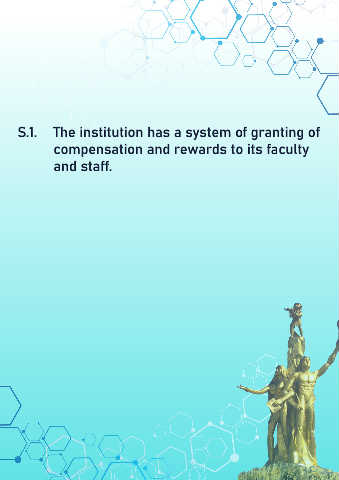 S.1. The institution has a system of granting of
compensation and rewards to its faculty
and staff.